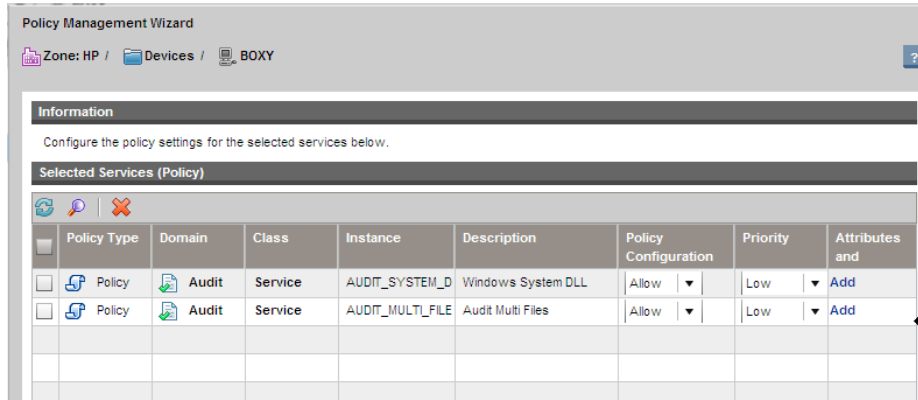 Policy Management Wizard
Zone: HP / Devices / BOXY
?
Information
Configure the policy settings for the selected services below.
Selected Services (Policy)
Policy Type Domain Class Instance Description Policy Configuration Priority Attributes and
Policy Audit Service AUDIT_SYSTEM_D Windows System DLL Allow Low Add
Policy Audit Service AUDIT_MULTI_FILE Audit Multi Files Allow Low Add